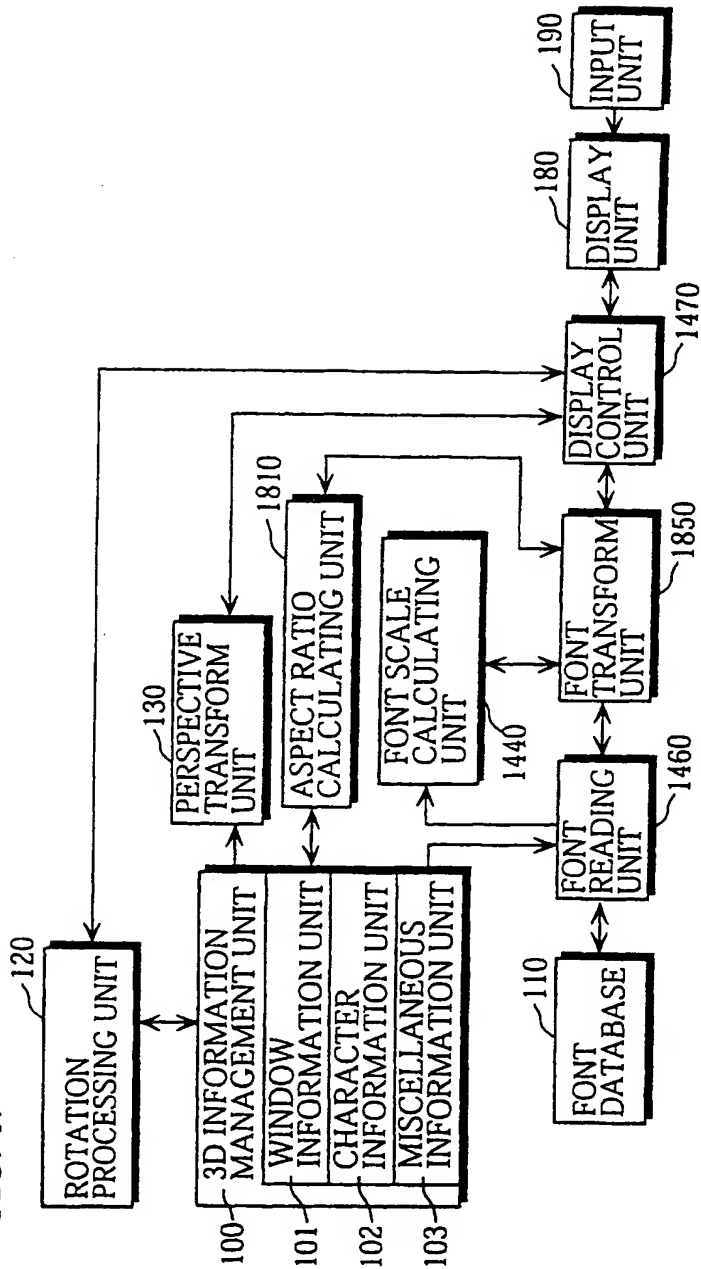 120
ROTATION
PROCESSING UNIT
100
3D INFORMATION
MANAGEMENT UNIT
101
WINDOW
INFORMATION UNIT
102
CHARACTER
INFORMATION UNIT
103
MISCELLANEOUS
INFORMATION UNIT
130
PERSPECTIVE
TRANSFORM
UNIT
1810
ASPECT RATIO
CALCULATING UNIT
FONT SCALE
CALCULATING
UNIT
1440
110
FONT
DATABASE
FONT
READING
UNIT
1460
FONT
TRANSFORM
UNIT
1850
DISPLAY
CONTROL
UNIT
1470
180
DISPLAY
UNIT
190
INPUT
UNIT